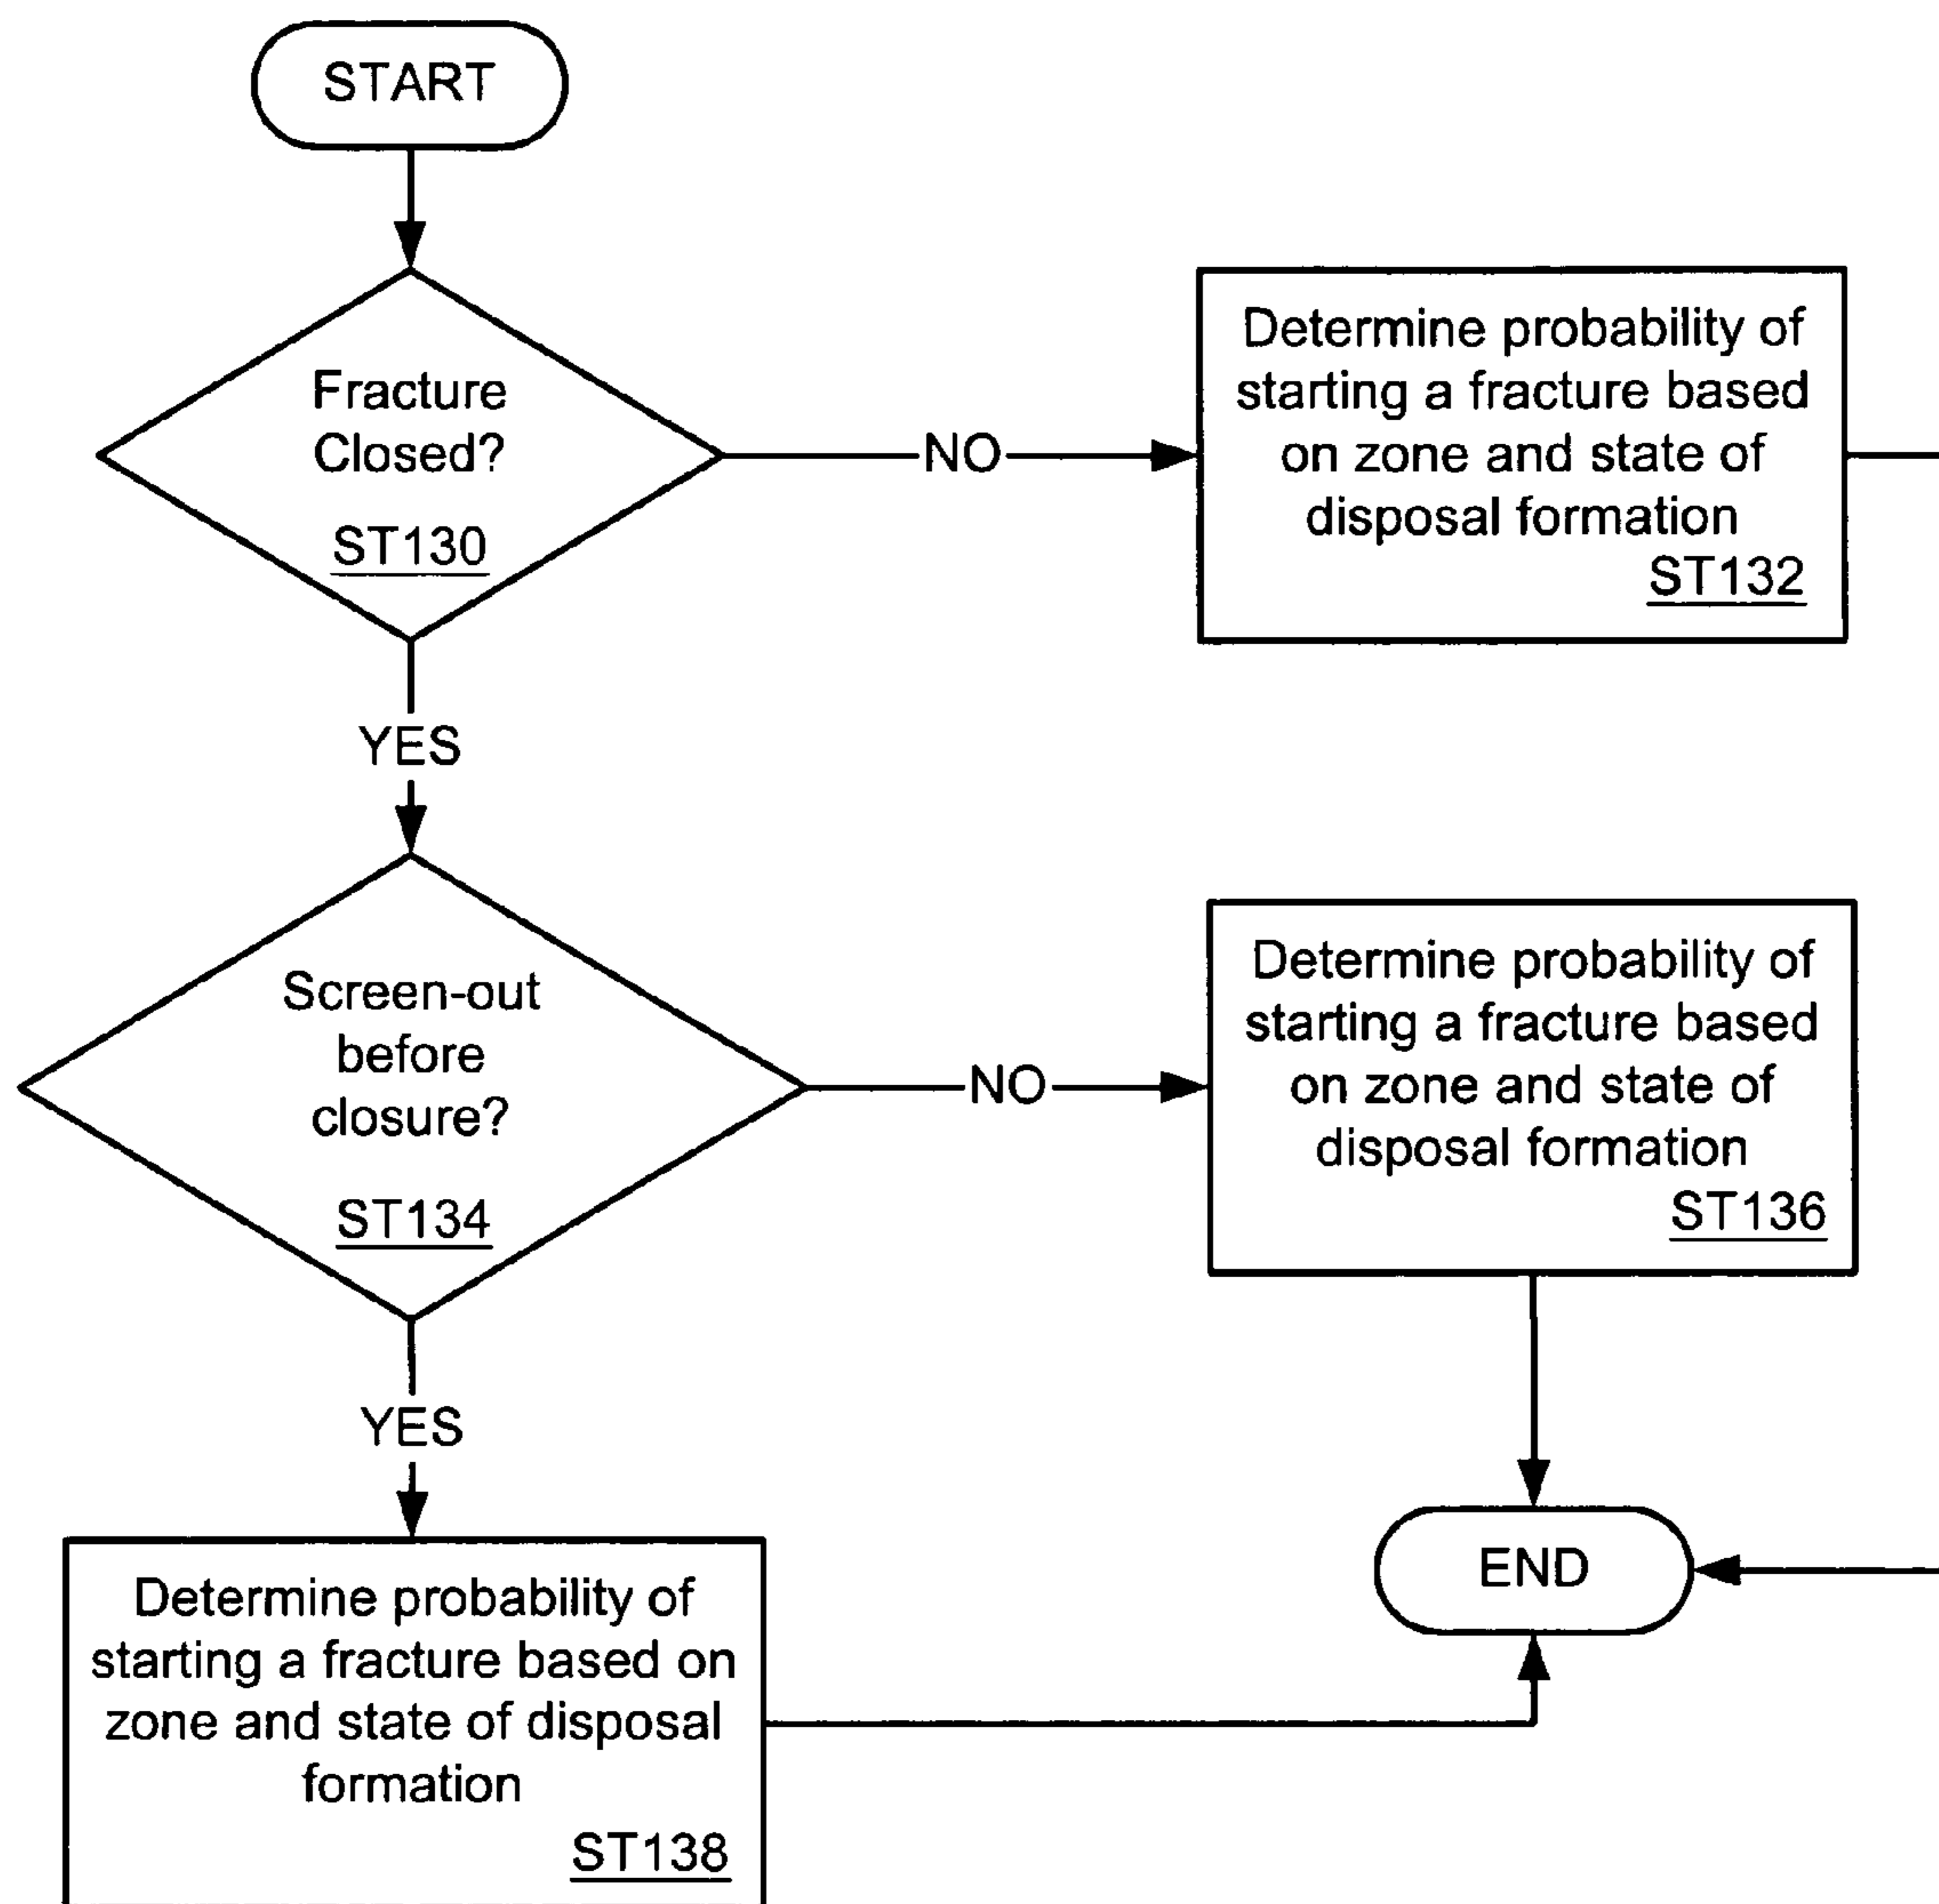 START
Fracture
Closed?
ST130
NO
Determine probability of
starting a fracture based
on zone and state of
disposal formation
ST132
YES
Screen-out
before
closure?
ST134
NO
Determine probability of
starting a fracture based
on zone and state of
disposal formation
ST136
YES
END
Determine probability of
starting a fracture based on
zone and state of disposal
formation
ST138